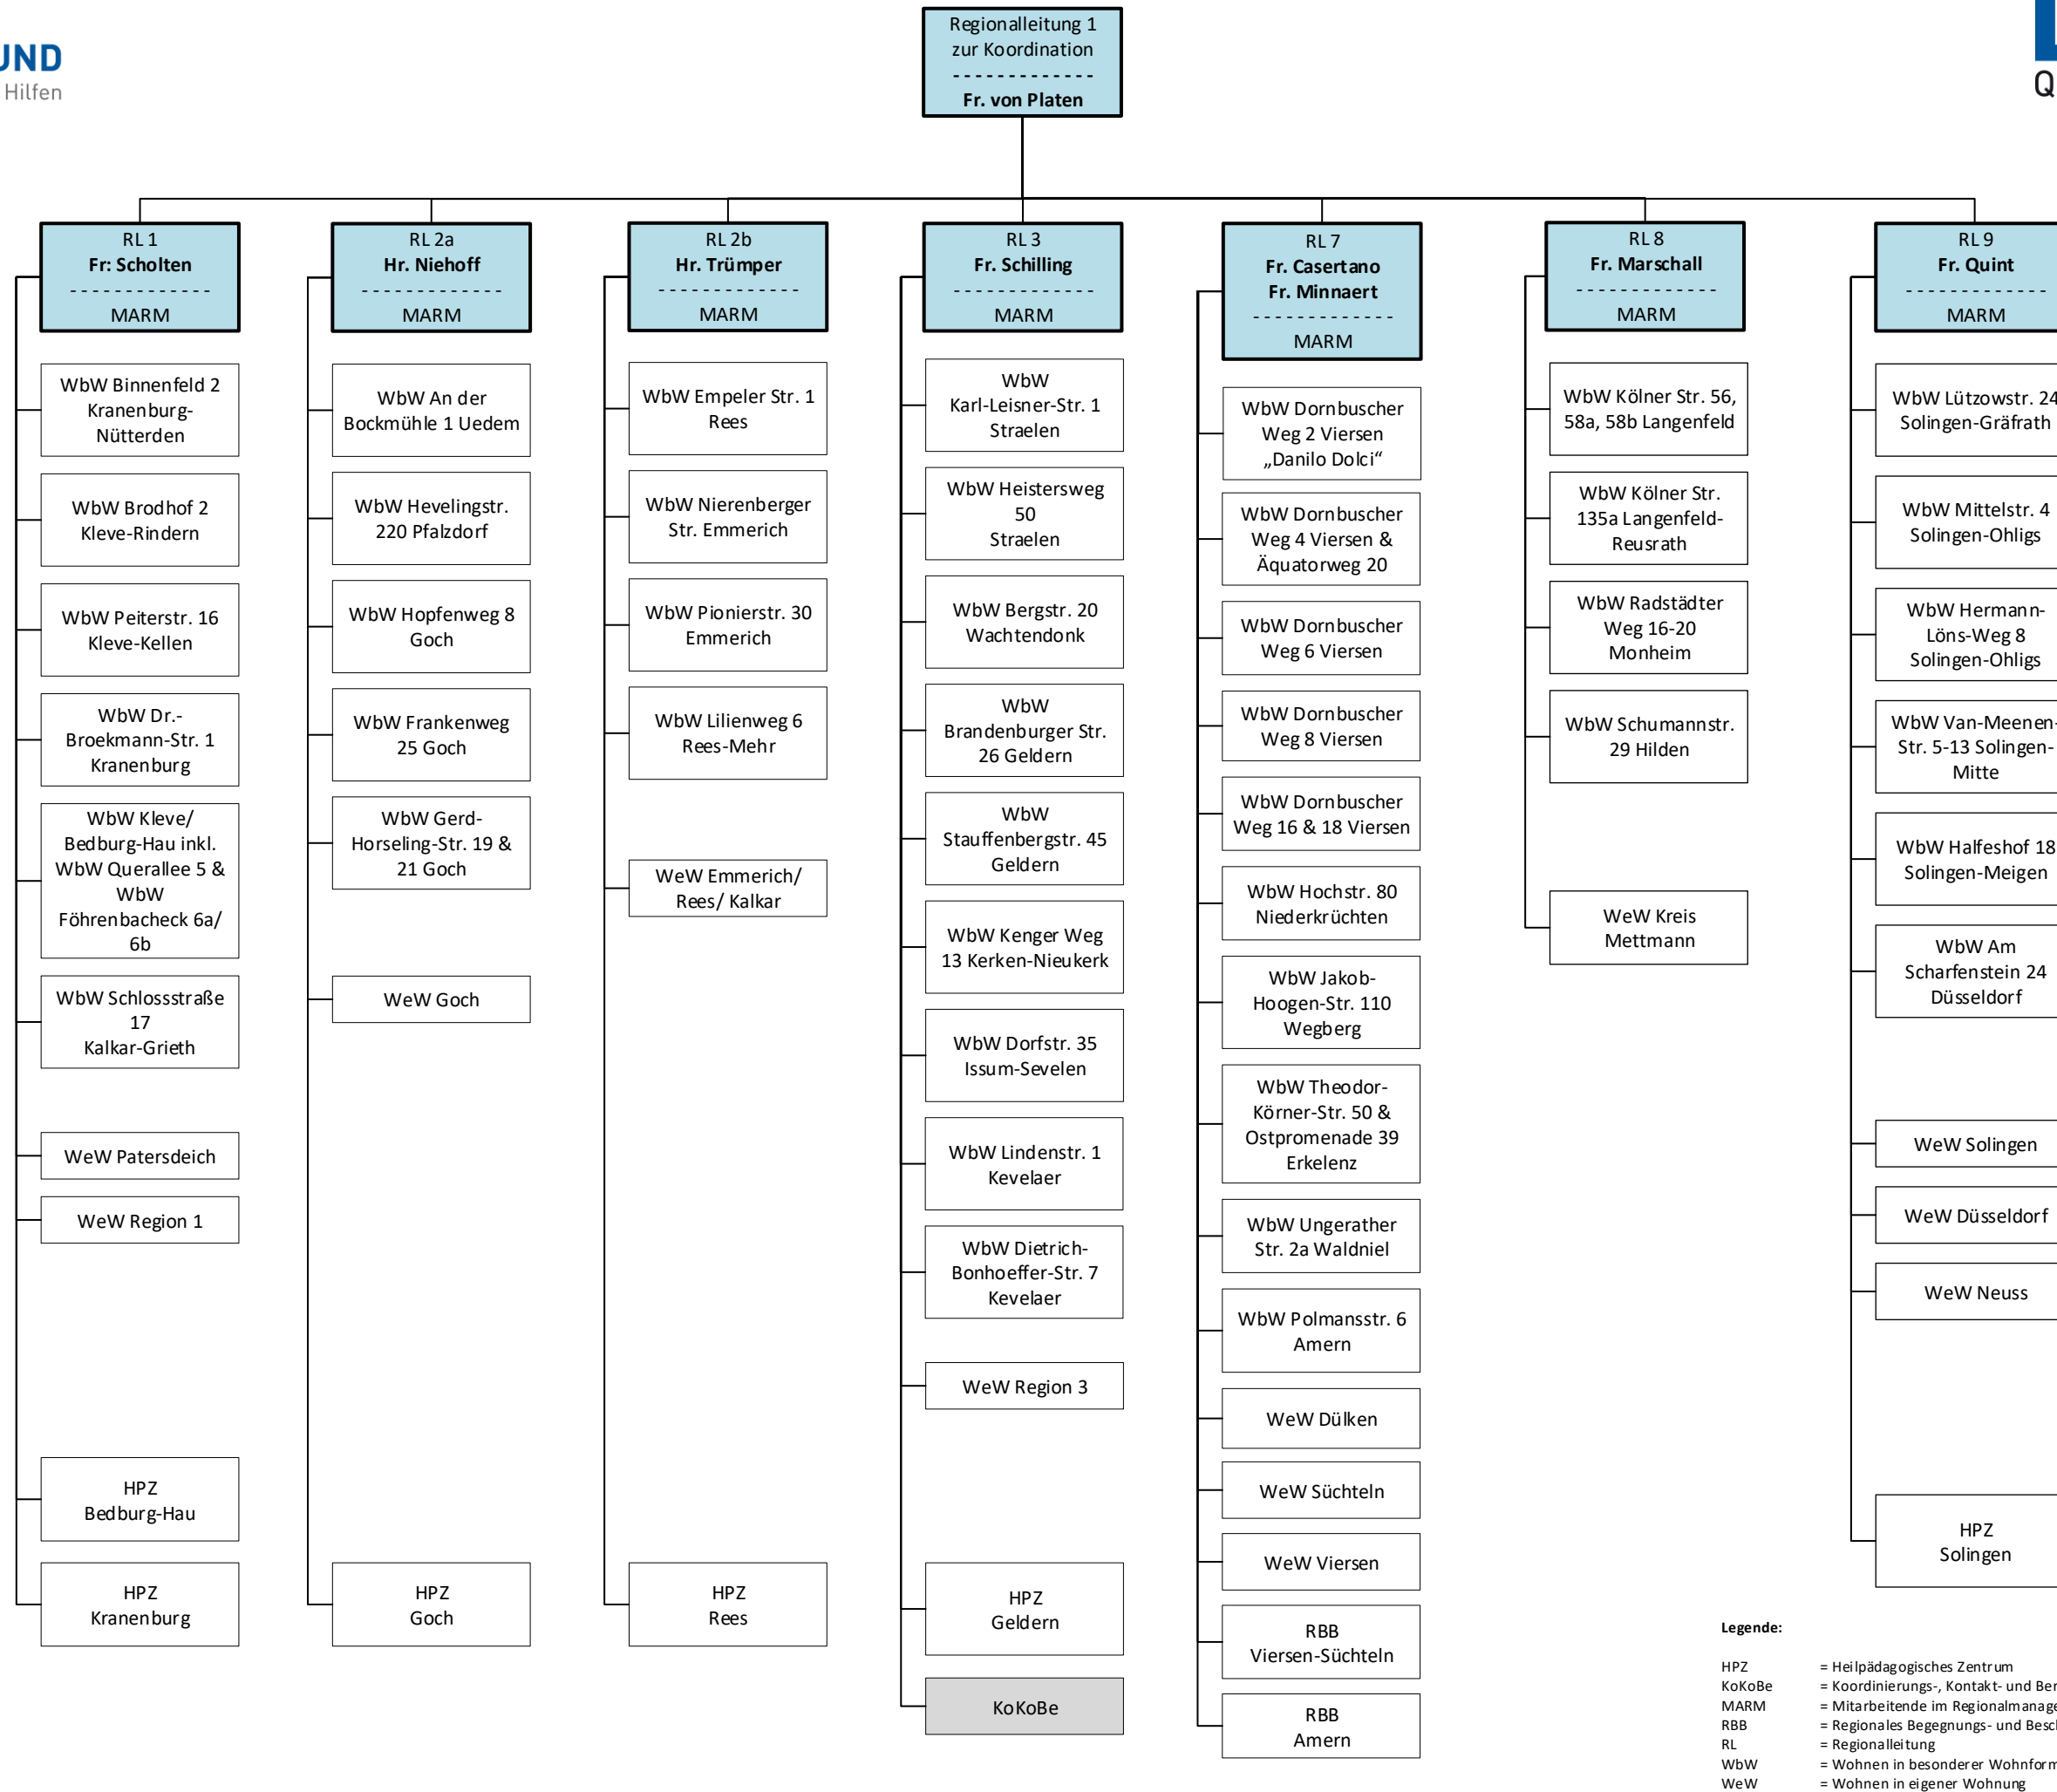 UND
Hilfen
Q
Regionalleitung 1
zur Koordination
- - - - - - - - - - - - -
Fr. von Platen
RL 1
Fr: Scholten
- - - - - - - - - - - - -
MARM
WbW Binnenfeld 2
Kranenburg-
Nütterden
WbW Brodhof 2
Kleve-Rindern
WbW Peiterstr. 16
Kleve-Kellen
WbW Dr.-
Broekmann-Str. 1
Kranenburg
WbW Kleve/
Bedburg-Hau inkl.
WbW Querallee 5 &
WbW
Föhrenbacheck 6a/
6b
WbW Schlossstraße
17
Kalkar-Grieth
WeW Patersdeich
WeW Region 1
HPZ
Bedburg-Hau
HPZ
Kranenburg
RL 2a
Hr. Niehoff
- - - - - - - - - - - - -
MARM
WbW An der
Bockmühle 1 Uedem
WbW Hevelingstr.
220 Pfalzdorf
WbW Hopfenweg 8
Goch
WbW Frankenweg
25 Goch
WbW Gerd-
Horseling-Str. 19 &
21 Goch
WeW Goch
HPZ
Goch
RL 2b
Hr. Trümper
- - - - - - - - - - - - -
MARM
WbW Empeler Str. 1
Rees
WbW Nierenberger
Str. Emmerich
WbW Pionierstr. 30
Emmerich
WbW Lilienweg 6
Rees-Mehr
WeW Emmerich/
Rees/ Kalkar
HPZ
Rees
RL 3
Fr. Schilling
- - - - - - - - - - - - -
MARM
WbW
Karl-Leisner-Str. 1
Straelen
WbW Heistersweg
50
Straelen
WbW Bergstr. 20
Wachtendonk
WbW
Brandenburger Str.
26 Geldern
WbW
Stauffenbergstr. 45
Geldern
WbW Kenger Weg
13 Kerken-Nieukerk
WbW Dorfstr. 35
Issum-Sevelen
WbW Lindenstr. 1
Kevelaer
WbW Dietrich-
Bonhoeffer-Str. 7
Kevelaer
WeW Region 3
HPZ
Geldern
KoKoBe
RL 7
Fr. Casertano
Fr. Minnaert
- - - - - - - - - - - - -
MARM
WbW Dornbuscher
Weg 2 Viersen
„Danilo Dolci“
WbW Dornbuscher
Weg 4 Viersen &
Äquatorweg 20
WbW Dornbuscher
Weg 6 Viersen
WbW Dornbuscher
Weg 8 Viersen
WbW Dornbuscher
Weg 16 & 18 Viersen
WbW Hochstr. 80
Niederkrüchten
WbW Jakob-
Hoogen-Str. 110
Wegberg
WbW Theodor-
Körner-Str. 50 &
Ostpromenade 39
Erkelenz
WbW Ungerather
Str. 2a Waldniel
WbW Polmansstr. 6
Amern
WeW Dülken
WeW Süchteln
WeW Viersen
RBB
Viersen-Süchteln
RBB
Amern
RL 8
Fr. Marschall
- - - - - - - - - - - - -
MARM
WbW Kölner Str. 56,
58a, 58b Langenfeld
WbW Kölner Str.
135a Langenfeld-
Reusrath
WbW Radstädter
Weg 16-20
Monheim
WbW Schumannstr.
29 Hilden
WeW Kreis
Mettmann
RL 9
Fr. Quint
- - - - - - - - - - - - -
MARM
WbW Lützowstr. 24
Solingen-Gräfrath
WbW Mittelstr. 4
Solingen-Ohligs
WbW Hermann-
Löns-Weg 8
Solingen-Ohligs
WbW Van-Meenen-
Str. 5-13 Solingen-
Mitte
WbW Halfeshof 18
Solingen-Meigen
WbW Am
Scharfenstein 24
Düsseldorf
WeW Solingen
WeW Düsseldorf
WeW Neuss
HPZ
Solingen
Legende:
HPZ = Heilpädagogisches Zentrum
KoKoBe = Koordinierungs-, Kontakt- und Ber
MARM = Mitarbeitende im Regionalmanage
RBB = Regionales Begegnungs- und Besch
RL = Regionalleitung
WbW = Wohnen in besonderer Wohnform
WeW = Wohnen in eigener Wohnung